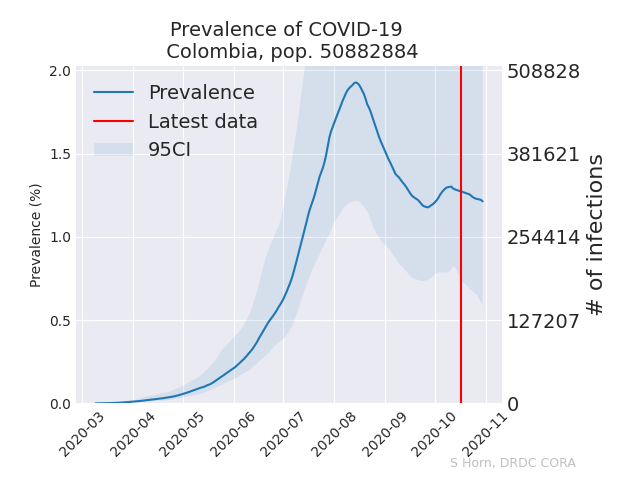 Prevalence of COVID-19
Colombia, pop. 50882884
Prevalence
Latest data
95CI
Prevalence (%)
2.0
1.5
1.0
0.5
0.0
508828
381621
254414
127207
0
# of infections
2020-03
2020-04
2020-05
2020-06
2020-07
2020-08
2020-09
2020-10
2020-11
S Horn, DRDC CORA